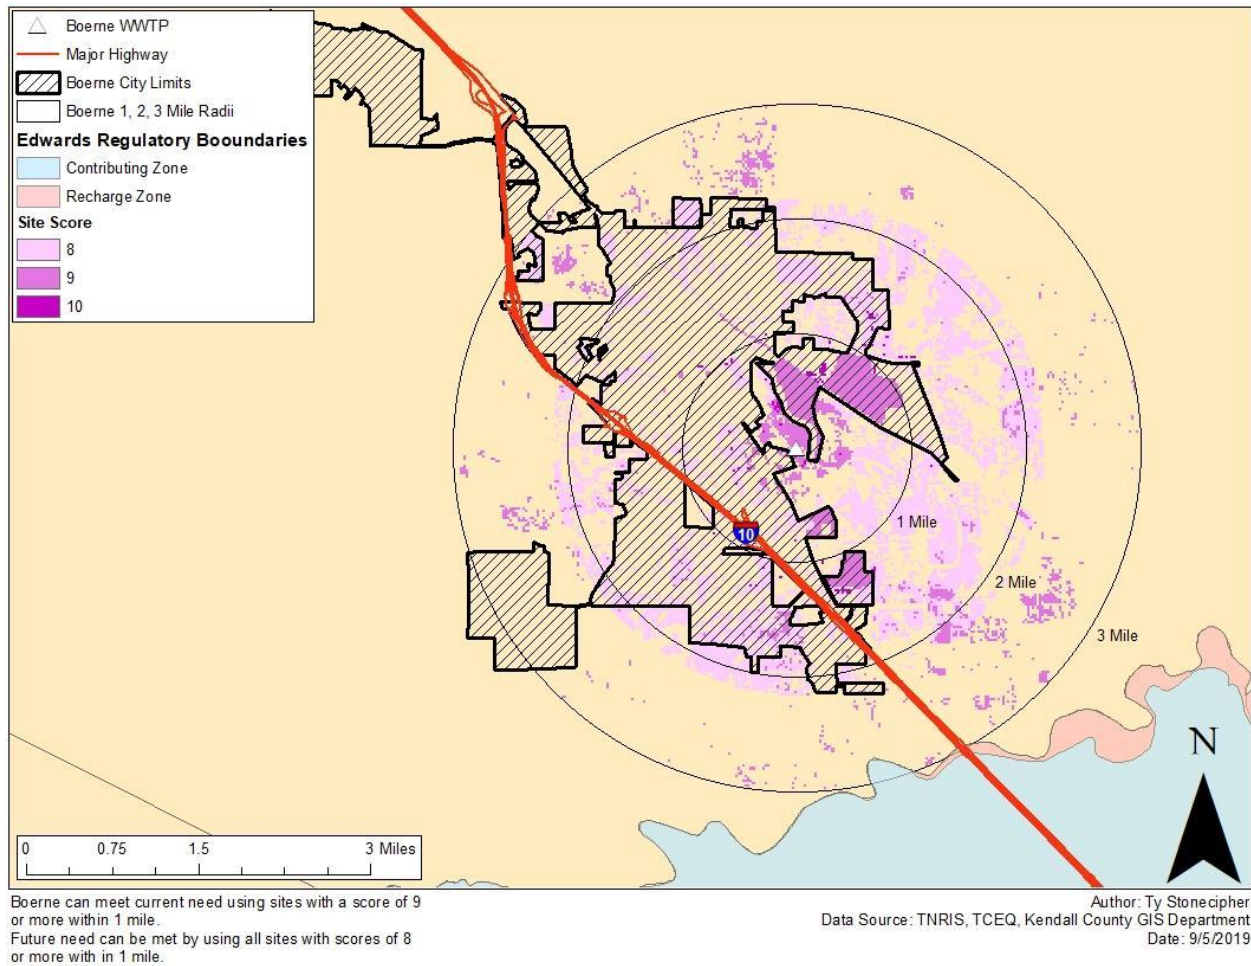 Boerne WWTP
Major Highway
Boerne City Limits
Boerne 1, 2, 3 Mile Radii
Edwards Regulatory Booundaries
Contributing Zone
Recharge Zone
Site Score
8
9
10
1 Mile
10
2 Mile
3 Mile
N
0 0.75 1.5 3 Miles
Boerne can meet current need using sites with a score of 9
or more within 1 mile.
Future need can be met by using all sites with scores of 8
or more with in 1 mile.
Author: Ty Stonecipher
Data Source: TNRIS, TCEQ, Kendall County GIS Department
Date: 9/5/2019